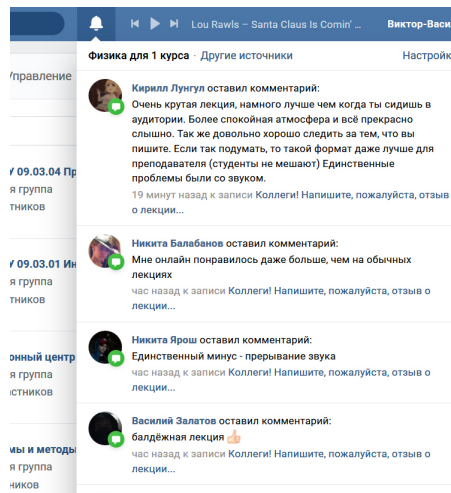 Lou Rawls – Santa Claus Is Comin' ...
Виктор-Васи
Физика для 1 курса · Другие источники
Настройк
Управление
Кирилл Лунгул оставил комментарий:
Очень крутая лекция, намного лучше чем когда ты сидишь в
аудитории. Более спокойная атмосфера и всё прекрасно
слышно. Так же довольно хорошо следить за тем, что вы
пишите. Если так подумать, то такой формат даже лучше для
преподавателя (студенты не мешают) Единственные
проблемы были со звуком.
19 минут назад к записи Коллеги! Напишите, пожалуйста, отзыв
о лекции...
У 09.03.04 Пр
я группа
тников
Никита Балабанов оставил комментарий:
Мне онлайн понравилось даже больше, чем на обычных
лекциях
час назад к записи Коллеги! Напишите, пожалуйста, отзыв о
лекции...
У 09.03.01 Ин
я группа
тников
Никита Ярош оставил комментарий:
Единственный минус - прерывание звука
час назад к записи Коллеги! Напишите, пожалуйста, отзыв о
лекции...
онный центр
я группа
астников
Василий Залатов оставил комментарий:
балдёжная лекция 👍🏻
час назад к записи Коллеги! Напишите, пожалуйста, отзыв о
лекции...
мы и методы
я группа
ников